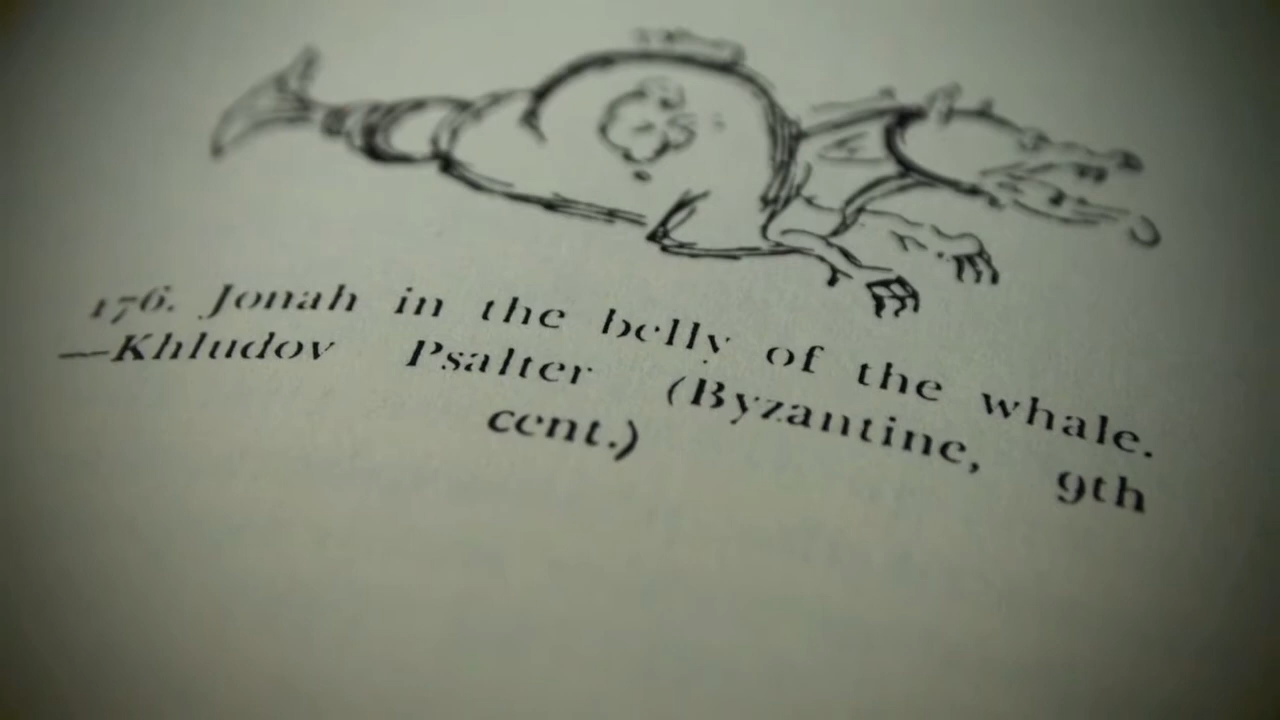 176. Jonah in the belly of the whale.
—Khludov Psalter (Byzantine, 9th
cent.)